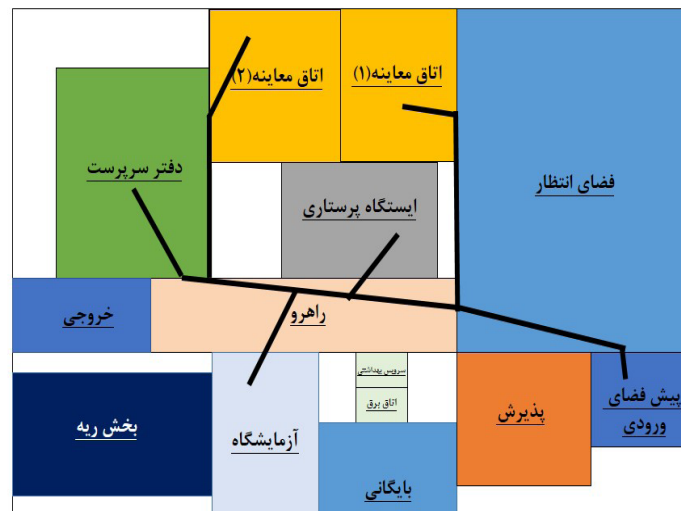 اتاق معاینه(۱)
اتاق معاینه(۲)
فضای انتظار
دفتر سرپرست
ایستگاه پرستاری
راهرو
خروجی
سرویس بهداشتی
اتاق برق
پیش فضای
ورودی
پذیرش
بخش ریه
آزمایشگاه
بایگانی